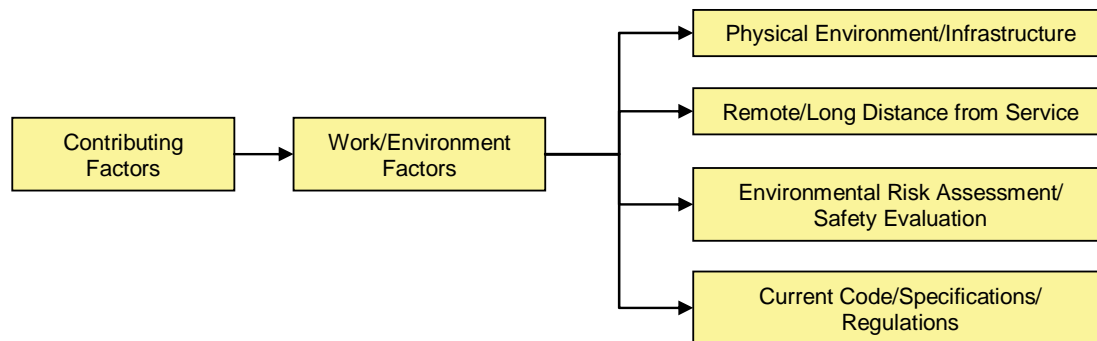 Contributing
Factors
Work/Environment
Factors
Physical Environment/Infrastructure
Remote/Long Distance from Service
Environmental Risk Assessment/
Safety Evaluation
Current Code/Specifications/
Regulations